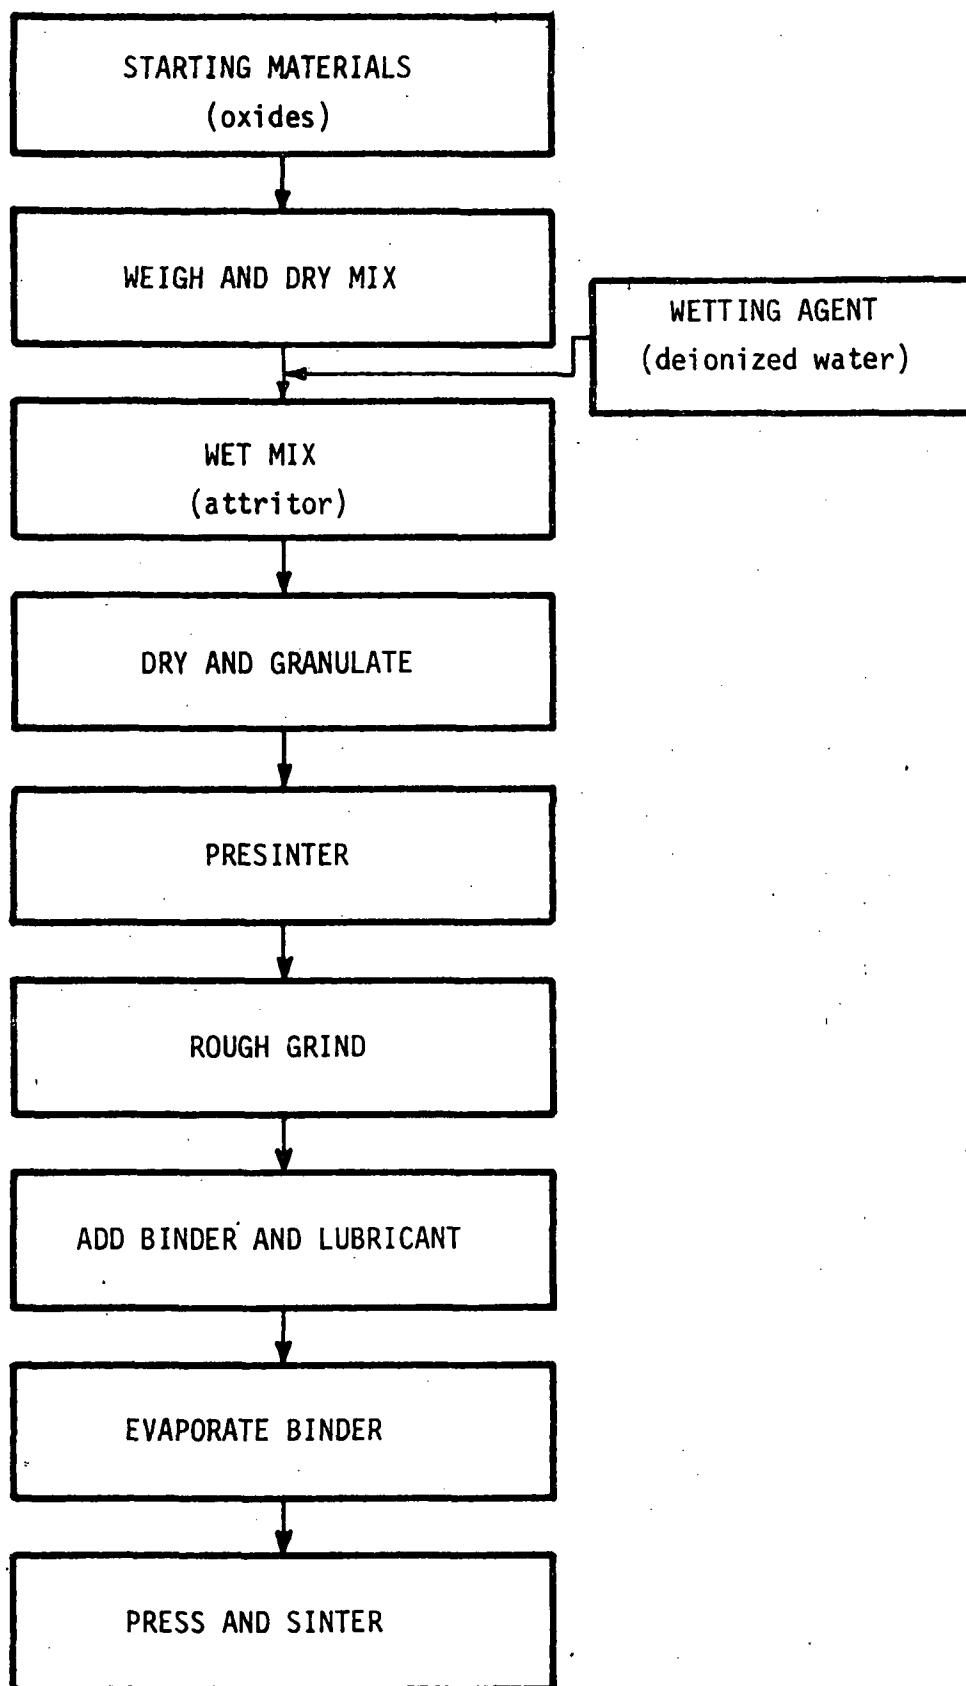 STARTING MATERIALS
(oxides)
WEIGH AND DRY MIX
WETTING AGENT
(deionized water)
WET MIX
(attritor)
DRY AND GRANULATE
PRESINTER
ROUGH GRIND
ADD BINDER AND LUBRICANT
EVAPORATE BINDER
PRESS AND SINTER